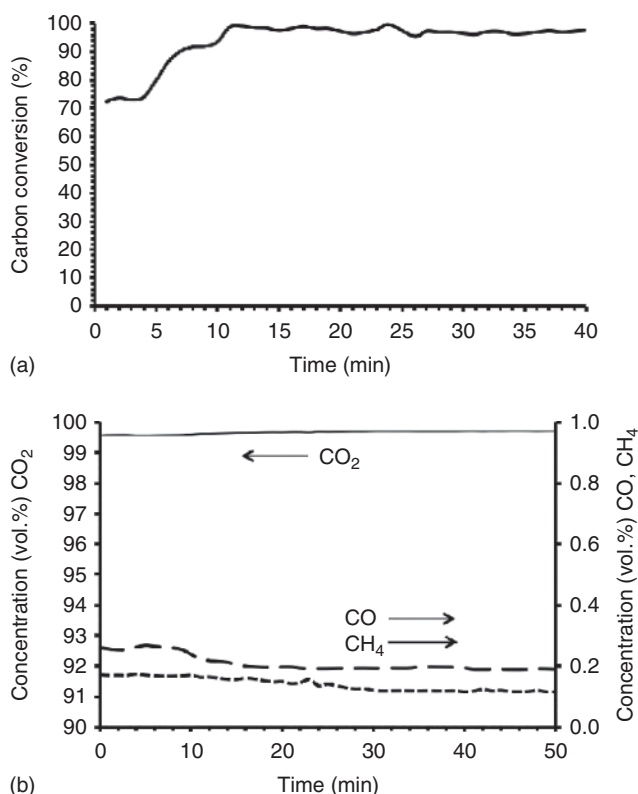 100
90
80
70
60
50
40
30
20
10
0
Carbon conversion (%)
0 5 10 15 20 25 30 35 40
Time (min)
(a)
100
99
98
97
96
95
94
93
92
91
90
Concentration (vol.%) CO₂
CO₂
CO
CH₄
1.0
0.8
0.6
0.4
0.2
0.0
Concentration (vol.%) CO, CH₄
0 10 20 30 40 50
Time (min)
(b)